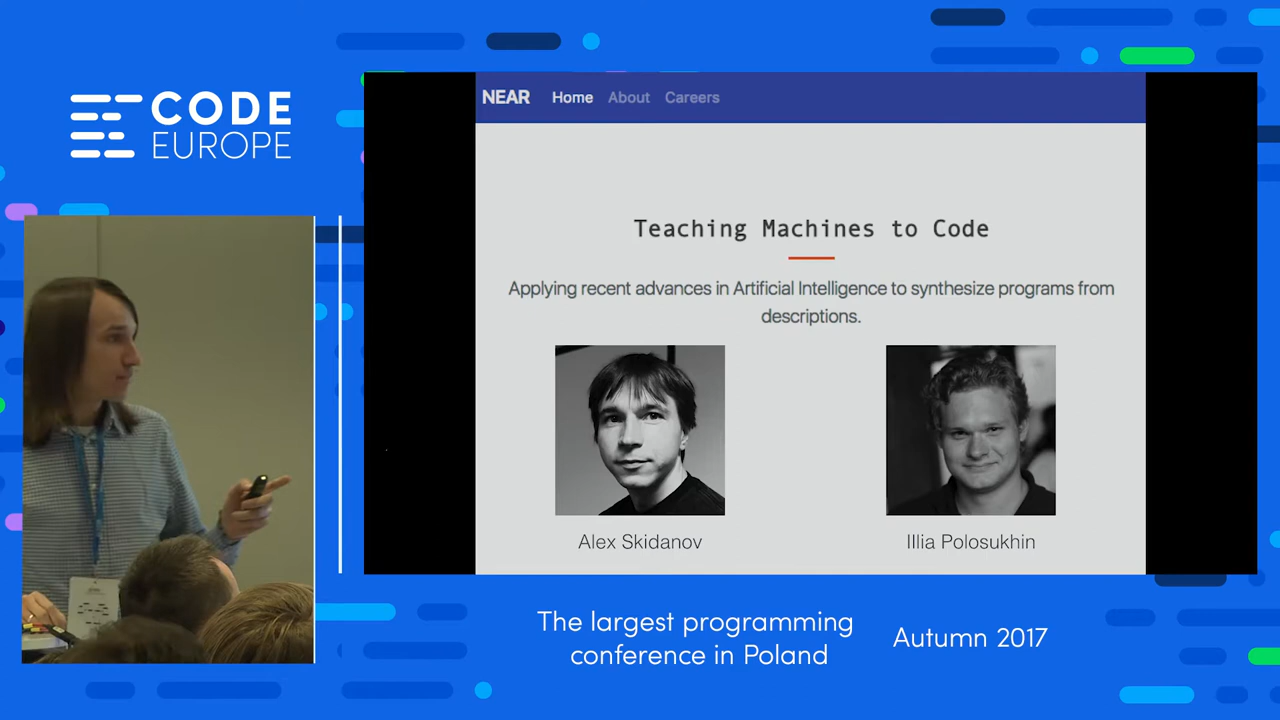 CODE
EUROPE
NEAR Home About Careers
Teaching Machines to Code
Applying recent advances in Artificial Intelligence to synthesize programs from
descriptions.
Alex Skidanov
Illia Polosukhin
The largest programming
conference in Poland
Autumn 2017